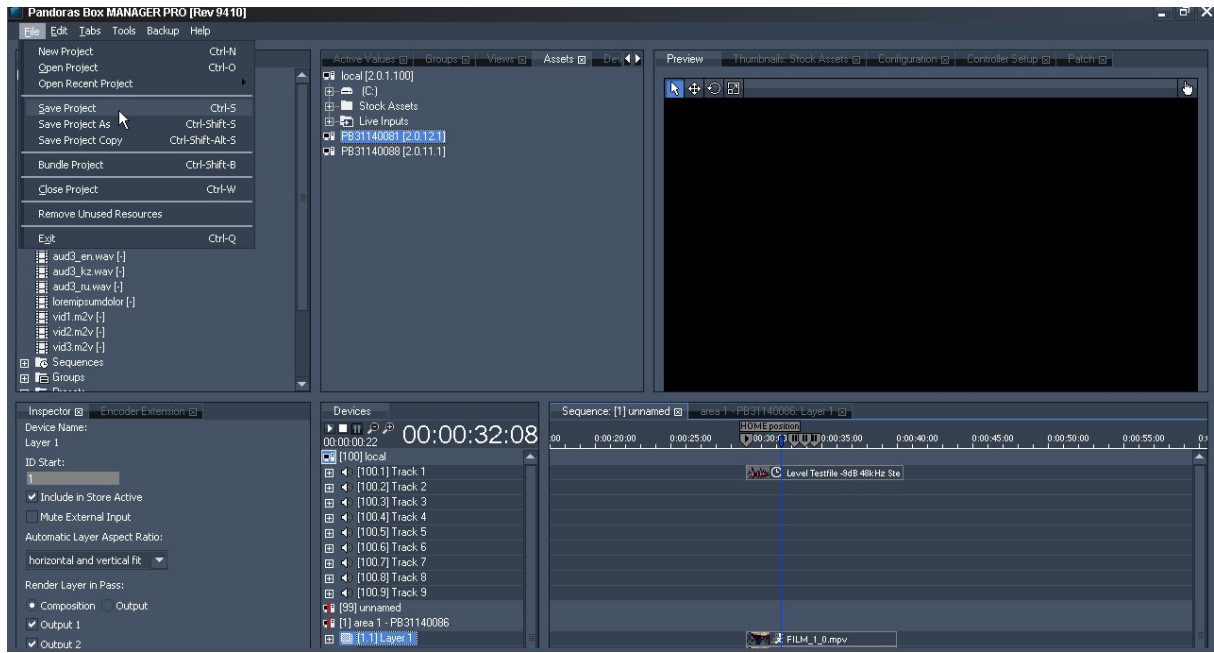 Pandoras Box MANAGER PRO [Rev 9410]
File Edit Tabs Tools Backup Help
New Project Ctrl-N
Open Project Ctrl-O
Open Recent Project
Save Project Ctrl-S
Save Project As Ctrl-Shift-S
Save Project Copy Ctrl-Shift-Alt-S
Bundle Project Ctrl-Shift-B
Close Project Ctrl-W
Remove Unused Resources
Exit Ctrl-Q
aud3_en.wav [-]
aud3_kz.wav [-]
aud3_ru.wav [-]
loremipsumdolor [-]
vid1.m2v [-]
vid2.m2v [-]
vid3.m2v [-]
Sequences
Groups
Active Values Groups Views Assets Dev
local [2.0.1.100]
(C:)
Stock Assets
Live Inputs
PB31140081 [2.0.12.1]
PB31140088 [2.0.11.1]
Preview Thumbnails: Stock Assets Configuration Controller Setup Patch
Inspector Encoder Extension
Device Name:
Layer 1
ID Start:
1
Include in Store Active
Mute External Input
Automatic Layer Aspect Ratio:
horizontal and vertical fit
Render Layer in Pass:
Composition Output
Output 1
Output 2
Devices
00:00:00:22 00:00:32:08
[100] local
[100.1] Track 1
[100.2] Track 2
[100.3] Track 3
[100.4] Track 4
[100.5] Track 5
[100.6] Track 6
[100.7] Track 7
[100.8] Track 8
[100.9] Track 9
[99] unnamed
[1] area 1 - PB31140086
[1.1] Layer 1
Sequence: [1] unnamed area 1 - PB31140086: Layer 1
HOME position
:00 0:00:20:00 0:00:25:00 0:00:35:00 0:00:40:00 0:00:45:00 0:00:50:00 0:00:55:00
Level Testfile -9dB 48kHz Ste
FILM_1_0.mpv